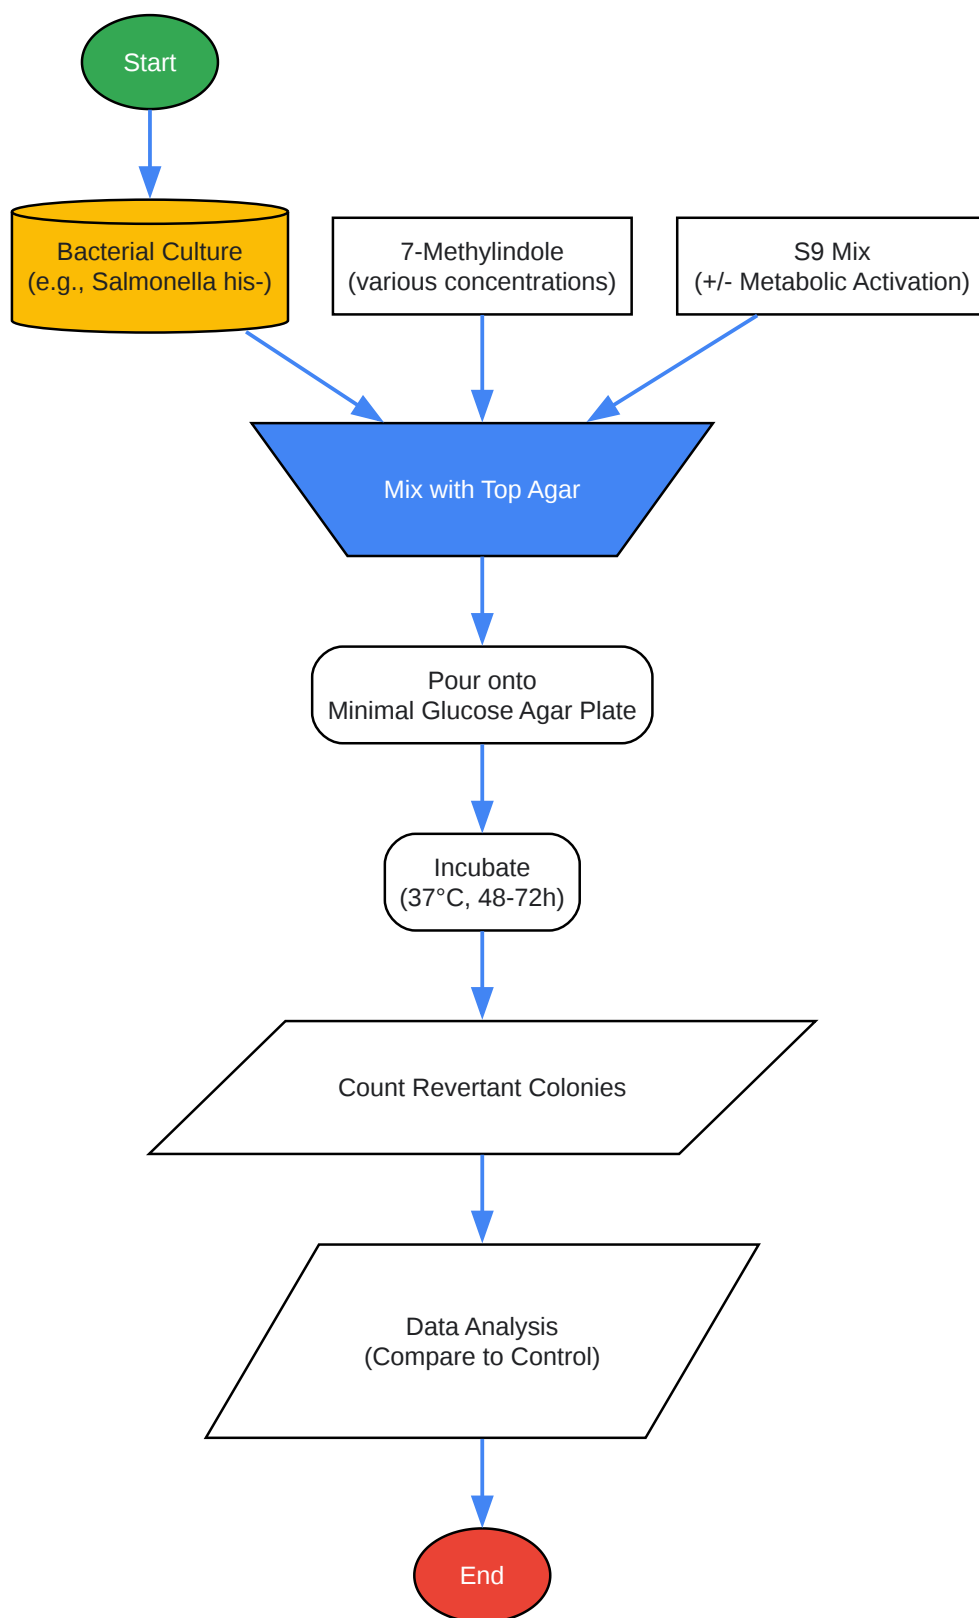 Start
Bacterial Culture
(e.g., Salmonella his-)
7-Methylindole
(various concentrations)
S9 Mix
(+/- Metabolic Activation)
Mix with Top Agar
Pour onto
Minimal Glucose Agar Plate
Incubate
(37°C, 48-72h)
Count Revertant Colonies
Data Analysis
(Compare to Control)
End